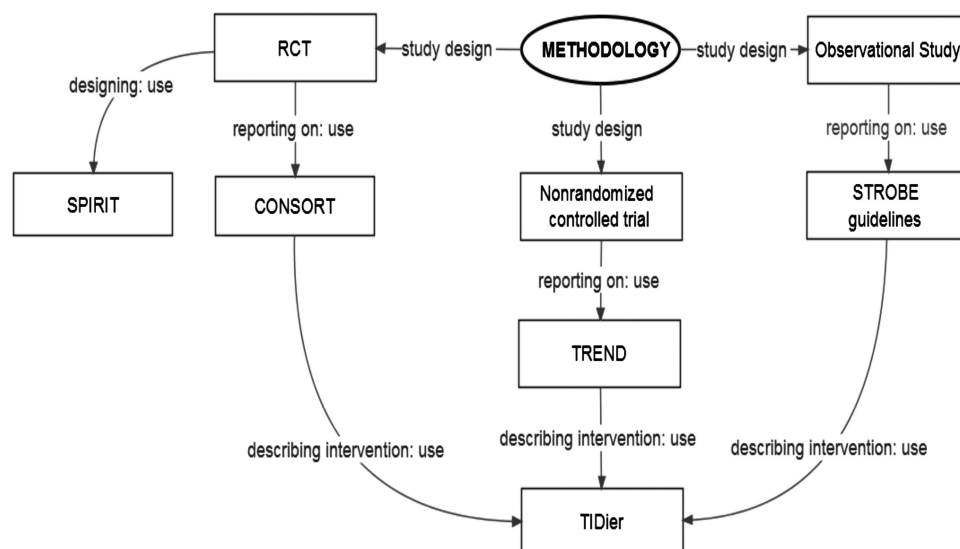 RCT
study design
METHODOLOGY
study design
Observational Study
designing: use
reporting on: use
study design
reporting on: use
SPIRIT
CONSORT
Nonrandomized
controlled trial
STROBE
guidelines
reporting on: use
TREND
describing intervention: use
describing intervention: use
describing intervention: use
TIDier